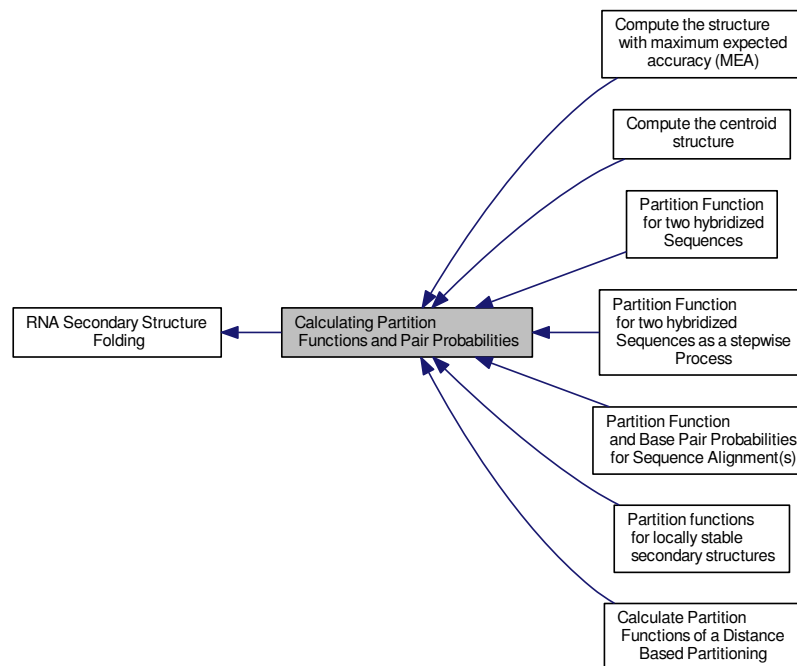 Compute the structure
with maximum expected
accuracy (MEA)
Compute the centroid
structure
Partition Function
for two hybridized
Sequences
RNA Secondary Structure
Folding
Calculating Partition
Functions and Pair Probabilities
Partition Function
for two hybridized
Sequences as a stepwise
Process
Partition Function
and Base Pair Probabilities
for Sequence Alignment(s)
Partition functions
for locally stable
secondary structures
Calculate Partition
Functions of a Distance
Based Partitioning